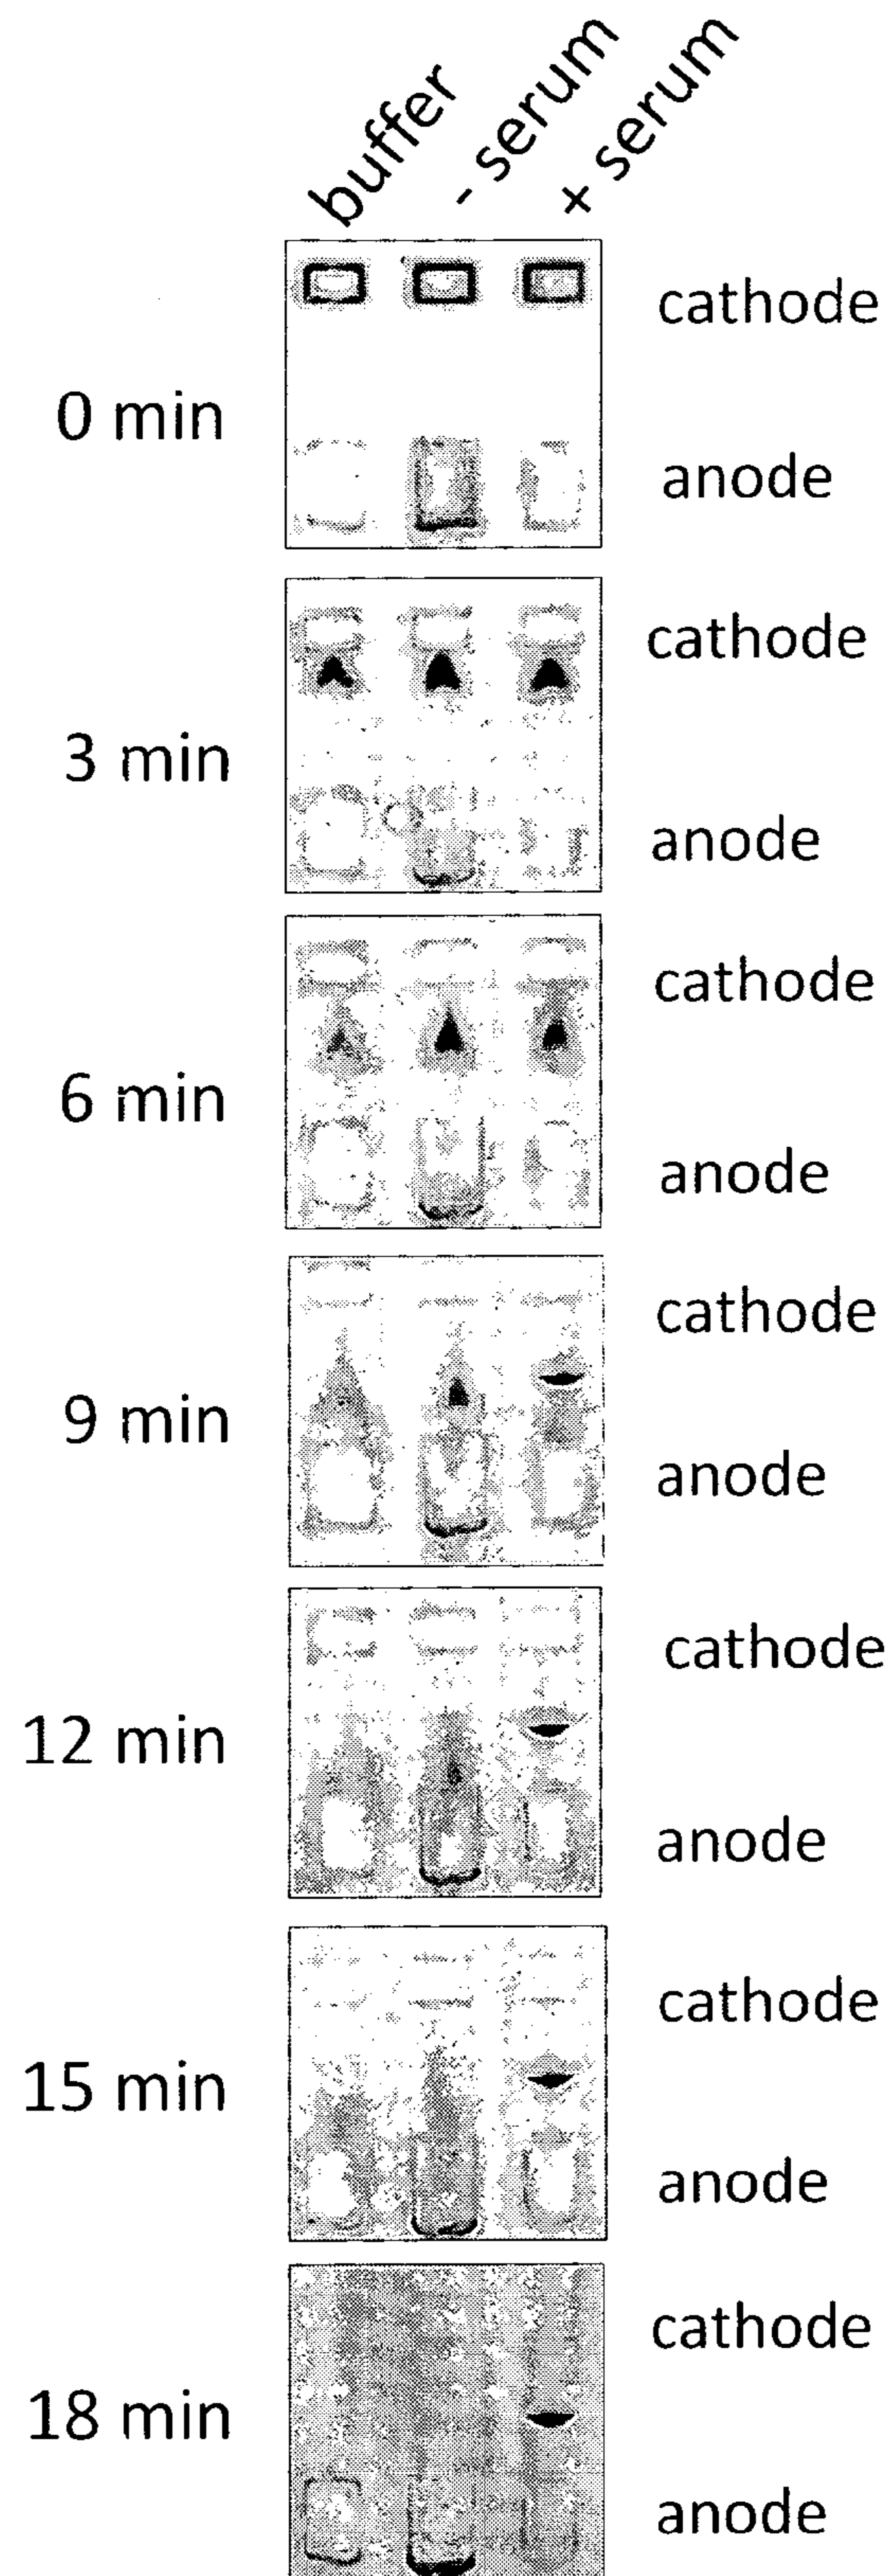 buffer
- serum
+ serum
cathode
0 min
anode
cathode
3 min
anode
cathode
6 min
anode
cathode
9 min
anode
cathode
12 min
anode
cathode
15 min
anode
cathode
18 min
anode